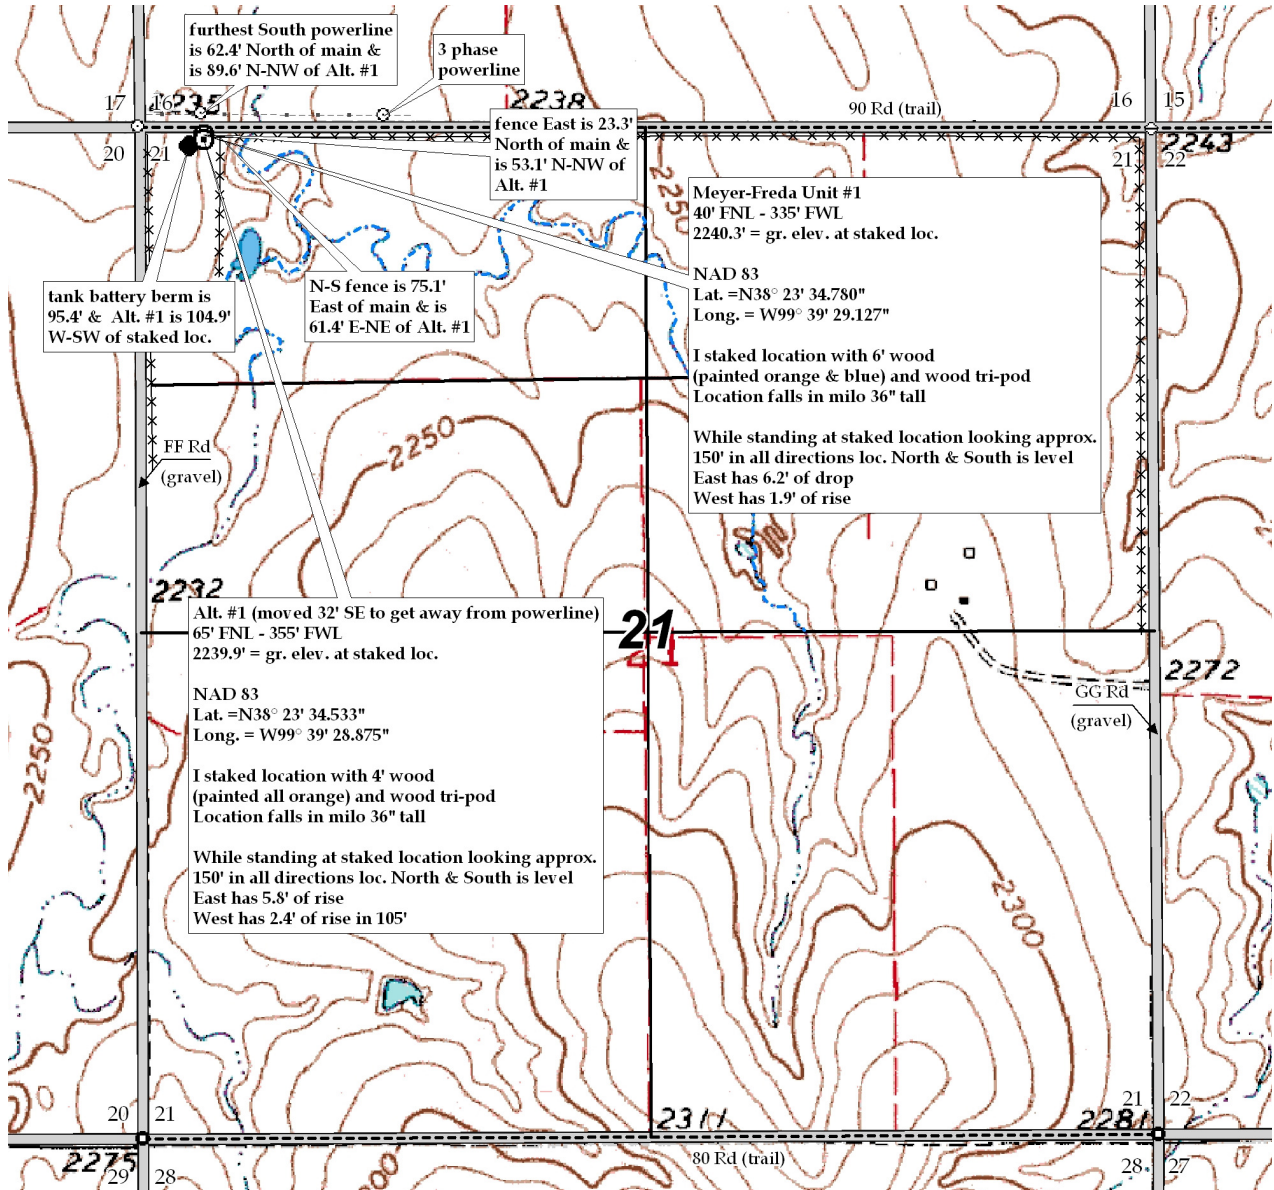 furthest South powerline
is 62.4' North of main &
is 89.6' N-NW of Alt. #1
3 phase
powerline
17
16
2235
2238
90 Rd (trail)
16
15
20
21
fence East is 23.3'
North of main &
is 53.1' N-NW of
Alt. #1
21
22
2243
2250
Meyer-Freda Unit #1
40' FNL - 335' FWL
2240.3' = gr. elev. at staked loc.
NAD 83
Lat. =N38° 23' 34.780"
Long. = W99° 39' 29.127"
I staked location with 6' wood
(painted orange & blue) and wood tri-pod
Location falls in milo 36" tall
While standing at staked location looking approx.
150' in all directions loc. North & South is level
East has 6.2' of drop
West has 1.9' of rise
tank battery berm is
95.4' & Alt. #1 is 104.9'
W-SW of staked loc.
N-S fence is 75.1'
East of main & is
61.4' E-NE of Alt. #1
2250
FF Rd
(gravel)
2232
Alt. #1 (moved 32' SE to get away from powerline)
65' FNL - 355' FWL
2239.9' = gr. elev. at staked loc.
NAD 83
Lat. =N38° 23' 34.533"
Long. = W99° 39' 28.875"
I staked location with 4' wood
(painted all orange) and wood tri-pod
Location falls in milo 36" tall
While standing at staked location looking approx.
150' in all directions loc. North & South is level
East has 5.8' of rise
West has 2.4' of rise in 105'
21
21
2272
GG Rd
(gravel)
2250
2300
20
21
2311
2281
21
22
2275
29
28
2300
80 Rd (trail)
28
27